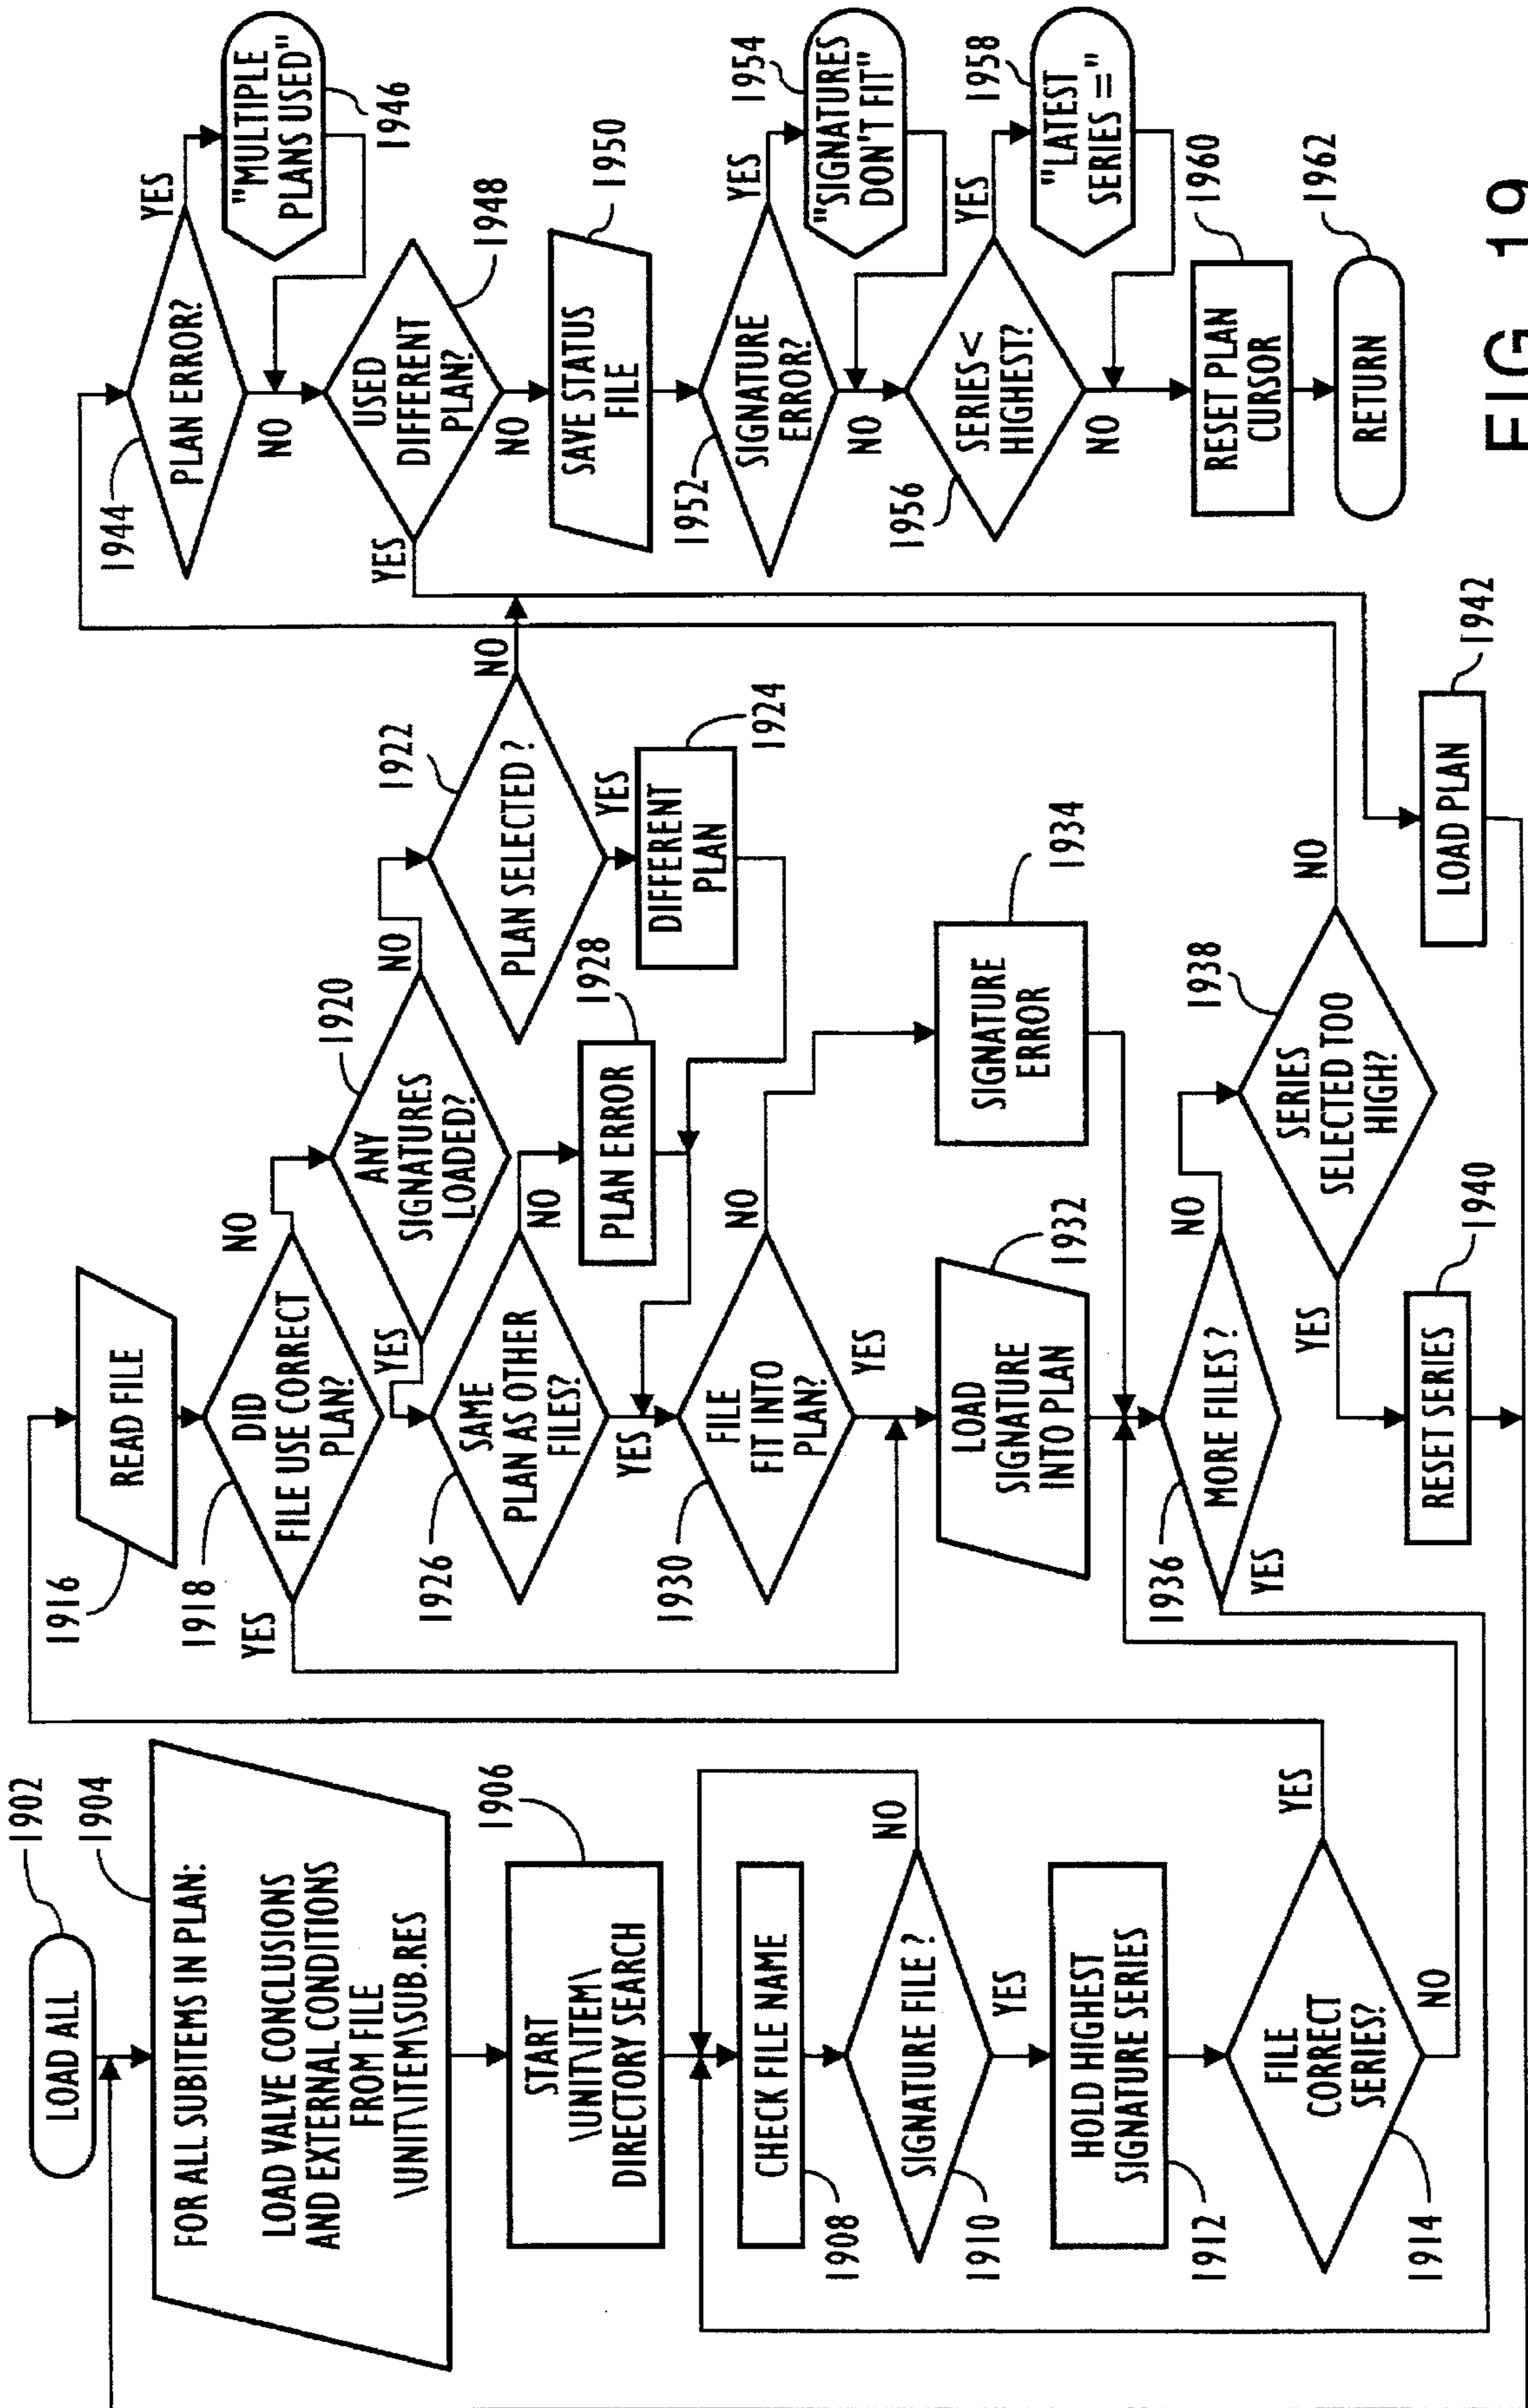 1902
LOAD ALL
1904
FOR ALL SUBITEMS IN PLAN:
LOAD VALVE CONCLUSIONS
AND EXTERNAL CONDITIONS
FROM FILE
\UNIT\ITEM\SUB.RES
1906
START
\UNIT\ITEM\
DIRECTORY SEARCH
CHECK FILE NAME
1908
SIGNATURE FILE ?
NO
1910
YES
HOLD HIGHEST
SIGNATURE SERIES
1912
FILE
CORRECT
SERIES?
YES
NO
1914
READ FILE
1916
DID
FILE USE CORRECT
PLAN?
NO
1918
YES
1920
ANY
SIGNATURES
LOADED?
NO
YES
1922
PLAN SELECTED ?
NO
YES
DIFFERENT
PLAN
1924
SAME
PLAN AS OTHER
FILES?
1926
NO
YES
PLAN ERROR
1928
FILE
FIT INTO
PLAN?
1930
NO
YES
LOAD
SIGNATURE
INTO PLAN
1932
SIGNATURE
ERROR
1934
MORE FILES ?
1936
NO
YES
SERIES
SELECTED TOO
HIGH?
1938
NO
YES
RESET SERIES
1940
LOAD PLAN
1942
PLAN ERROR?
1944
YES
NO
"MULTIPLE
PLANS USED"
1946
USED
DIFFERENT
PLAN?
1948
YES
NO
SAVE STATUS
FILE
1950
SIGNATURE
ERROR?
1952
YES
NO
"SIGNATURES
DON'T FIT"
1954
SERIES <
HIGHEST?
1956
YES
NO
"LATEST
SERIES ="
1958
RESET PLAN
CURSOR
1960
RETURN
1962
FIG 19